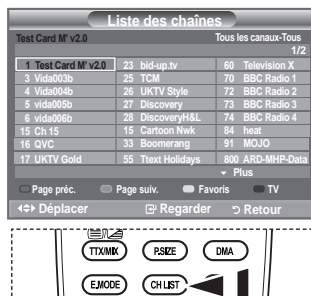 Liste des chaînes
Test Card M' v2.0 Tous les canaux-Tous
1/2
1 Test Card M' v2.0 23 bid-up.tv 60 Television X
3 Vida003b 25 TCM 70 BBC Radio 1
4 Vida004b 26 UKTV Style 72 BBC Radio 2
5 vida005b 27 Discovery 73 BBC Radio 3
6 vida006b 28 DiscoveryH&L 74 BBC Radio 4
15 Ch 15 15 Cartoon Nwk 84 heat
16 QVC 33 Boomerang 91 MOJO
17 UKTV Gold 55 Ttext Holidays 800 ARD-MHP-Data
Plus
Page préc. Page suiv. Favoris TV
Déplacer Regarder Retour
TTX/MIX P.SIZE DMA
E.MODE CH LIST